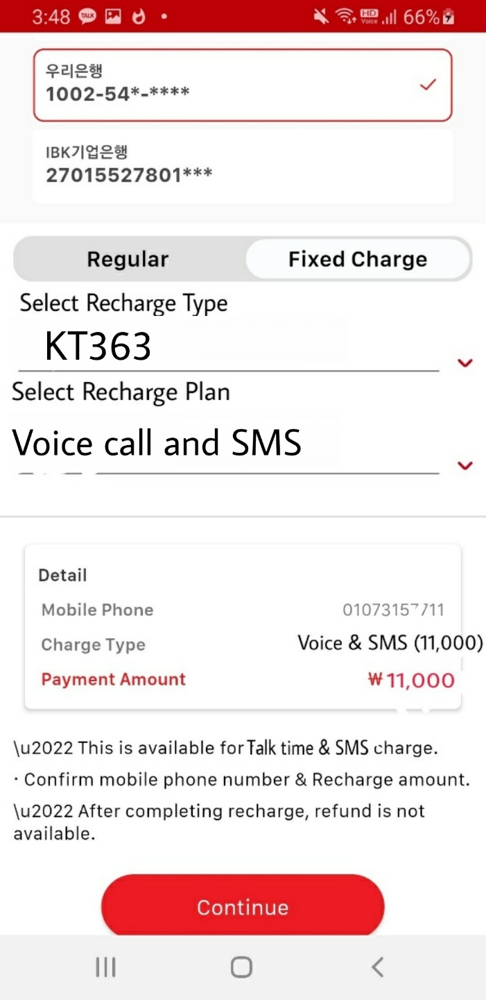 3:48 TALK HD Voice 66%
우리은행
1002-54*-****
IBK기업은행
27015527801***
Regular Fixed Charge
Select Recharge Type
KT363
Select Recharge Plan
Voice call and SMS
Detail
Mobile Phone
Charge Type Voice & SMS (11,000)
Payment Amount ₩11,000
\u2022 This is available for Talk time & SMS charge.
· Confirm mobile phone number & Recharge amount.
\u2022 After completing recharge, refund is not
available.
Continue